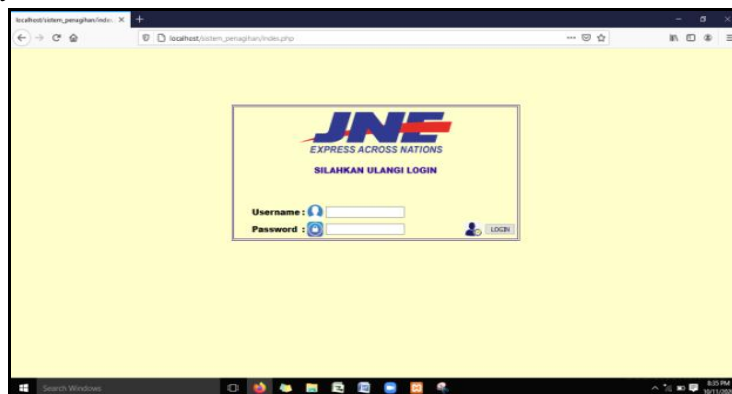 localhost/sistem_penagihan/index.
localhost/sistem_penagihan/index.php
JNE
EXPRESS ACROSS NATIONS
SILAHKAN ULANGI LOGIN
Username :
Password :
LOGIN
Search Windows
8:35 PM